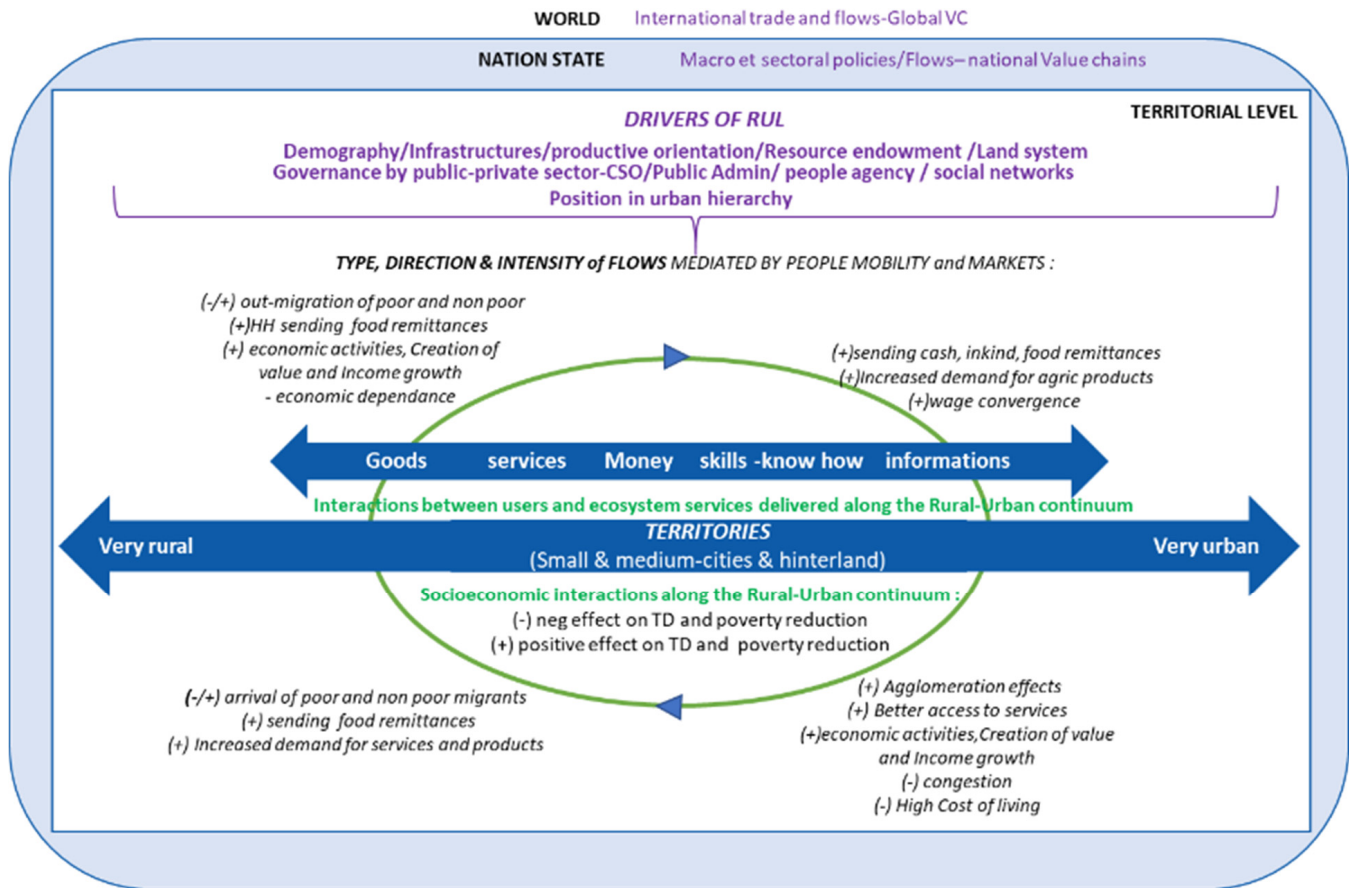 WORLD International trade and flows-Global VC
NATION STATE Macro et sectoral policies/Flows– national Value chains
TERRITORIAL LEVEL
DRIVERS OF RUL
Demography/Infrastructures/productive orientation/Resource endowment /Land system
Governance by public-private sector-CSO/Public Admin/ people agency / social networks
Position in urban hierarchy
TYPE, DIRECTION & INTENSITY of FLOWS MEDIATED BY PEOPLE MOBILITY and MARKETS :
(-/+) out-migration of poor and non poor
(+)HH sending food remittances
(+) economic activities, Creation of
value and Income growth
- economic dependance
(+)sending cash, inkind, food remittances
(+)Increased demand for agric products
(+)wage convergence
Goods services Money skills -know how informations
Interactions between users and ecosystem services delivered along the Rural-Urban continuum
Very rural
TERRITORIES
(Small & medium-cities & hinterland)
Very urban
Socioeconomic interactions along the Rural-Urban continuum :
(-) neg effect on TD and poverty reduction
(+) positive effect on TD and poverty reduction
(-/+) arrival of poor and non poor migrants
(+) sending food remittances
(+) Increased demand for services and products
(+) Agglomeration effects
(+) Better access to services
(+)economic activities,Creation of value
and Income growth
(-) congestion
(-) High Cost of living